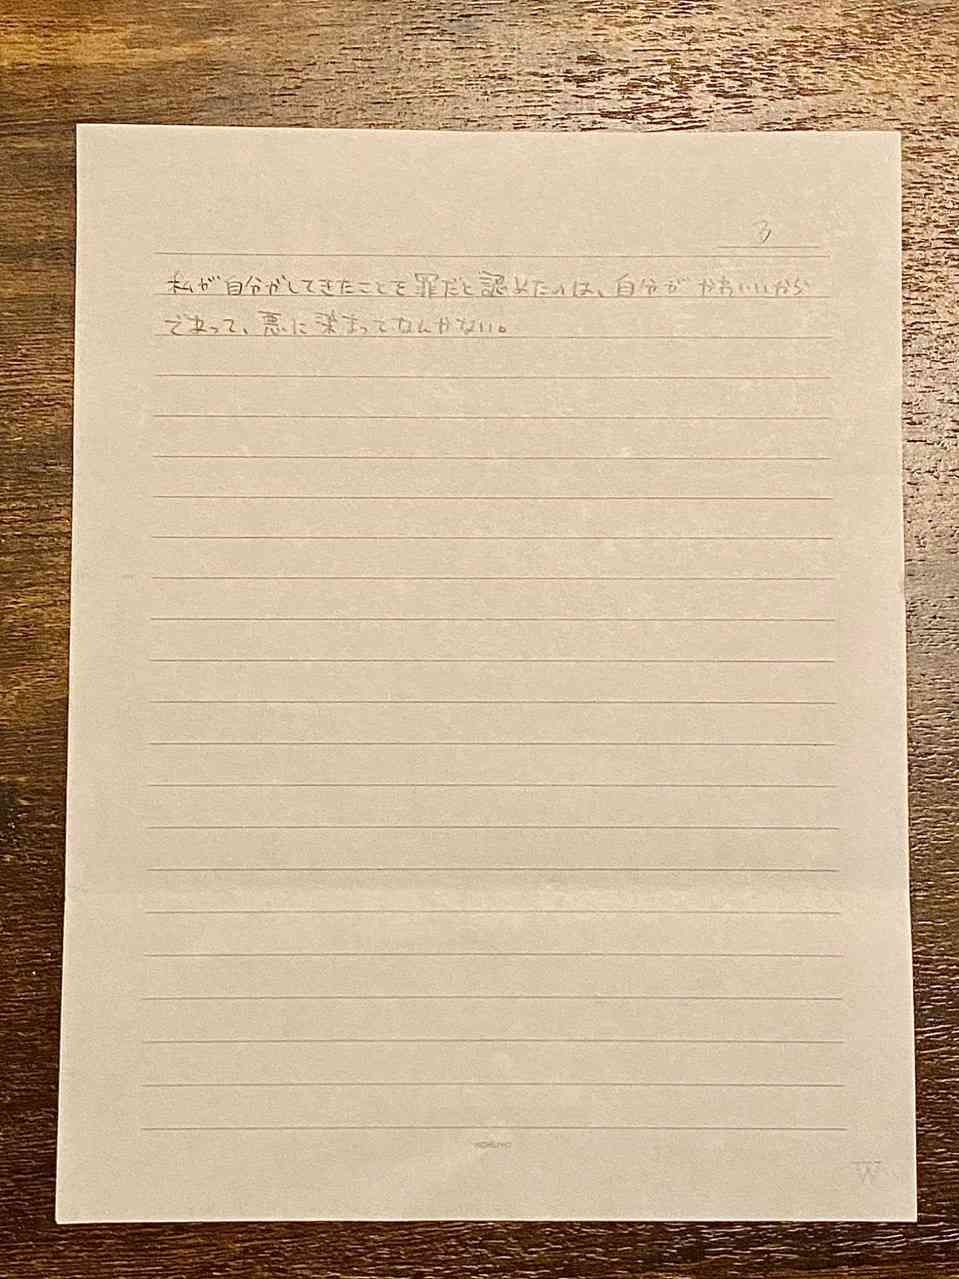 3
私が自分がしてきたことを罪だと認めたのは、自分がかわいいから
であって、悪に染まってなんかない。
KOKUYO
W